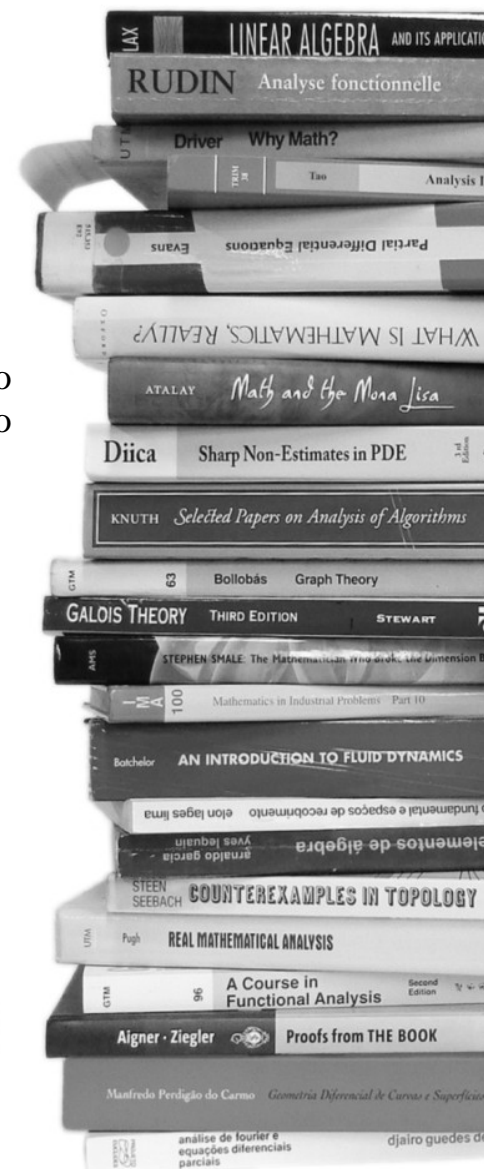 LAX LINEAR ALGEBRA AND ITS APPLICATIO
RUDIN Analyse fonctionnelle
UTM Driver Why Math?
TRIM 38 Tao Analysis I
Evans Partial Differential Equations
WHAT IS MATHEMATICS, REALLY?
o
ATALAY Math and the Mona Lisa
o
Diica Sharp Non-Estimates in PDE 3rd Edition
KNUTH Selected Papers on Analysis of Algorithms
GTM 63 Bollobás Graph Theory
GALOIS THEORY THIRD EDITION STEWART
AMS STEPHEN SMALE: The Mathematician Who Broke the Dimension B
IMA 100 Mathematics in Industrial Problems Part 10
Batchelor AN INTRODUCTION TO FLUID DYNAMICS
o fundamental e espaços de recobrimento elon lages lima
elementos de álgebra arnaldo garcia
yves lequain
STEEN
SEEBACH COUNTEREXAMPLES IN TOPOLOGY
UTM Pugh REAL MATHEMATICAL ANALYSIS
GTM 96 A Course in Second
Functional Analysis Edition
Aigner · Ziegler Proofs from THE BOOK
Manfredo Perdigão do Carmo Geometria Diferencial de Curvas e Superfícies
análise de fourier e djairo guedes de
equações diferenciais
parciais